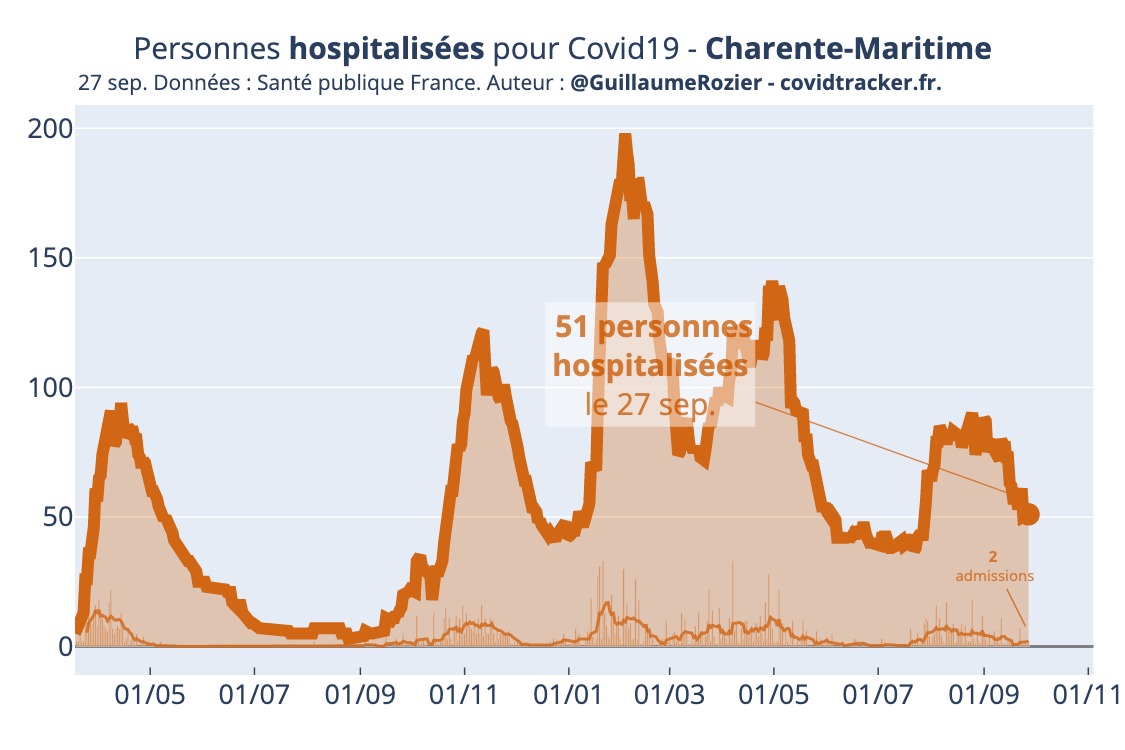 Personnes hospitalisées pour Covid19 - Charente-Maritime
27 sep. Données : Santé publique France. Auteur : @GuillaumeRozier - covidtracker.fr.
200
150
100
50
0
51 personnes
hospitalisées
le 27 sep.
2
admissions
01/05 01/07 01/09 01/11 01/01 01/03 01/05 01/07 01/09 01/11